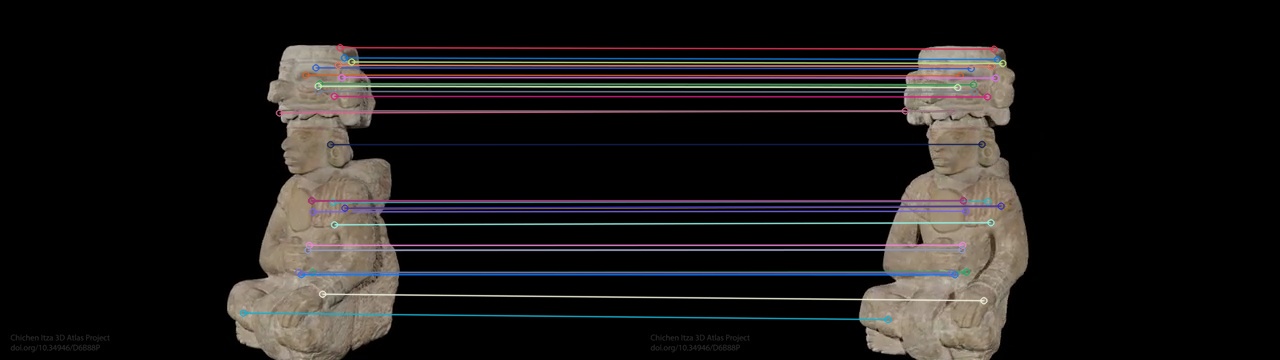 Chichen Itza 3D Atlas Project
doi.org/10.34946/D6B88P
Chichen Itza 3D Atlas Project
doi.org/10.34946/D6B88P